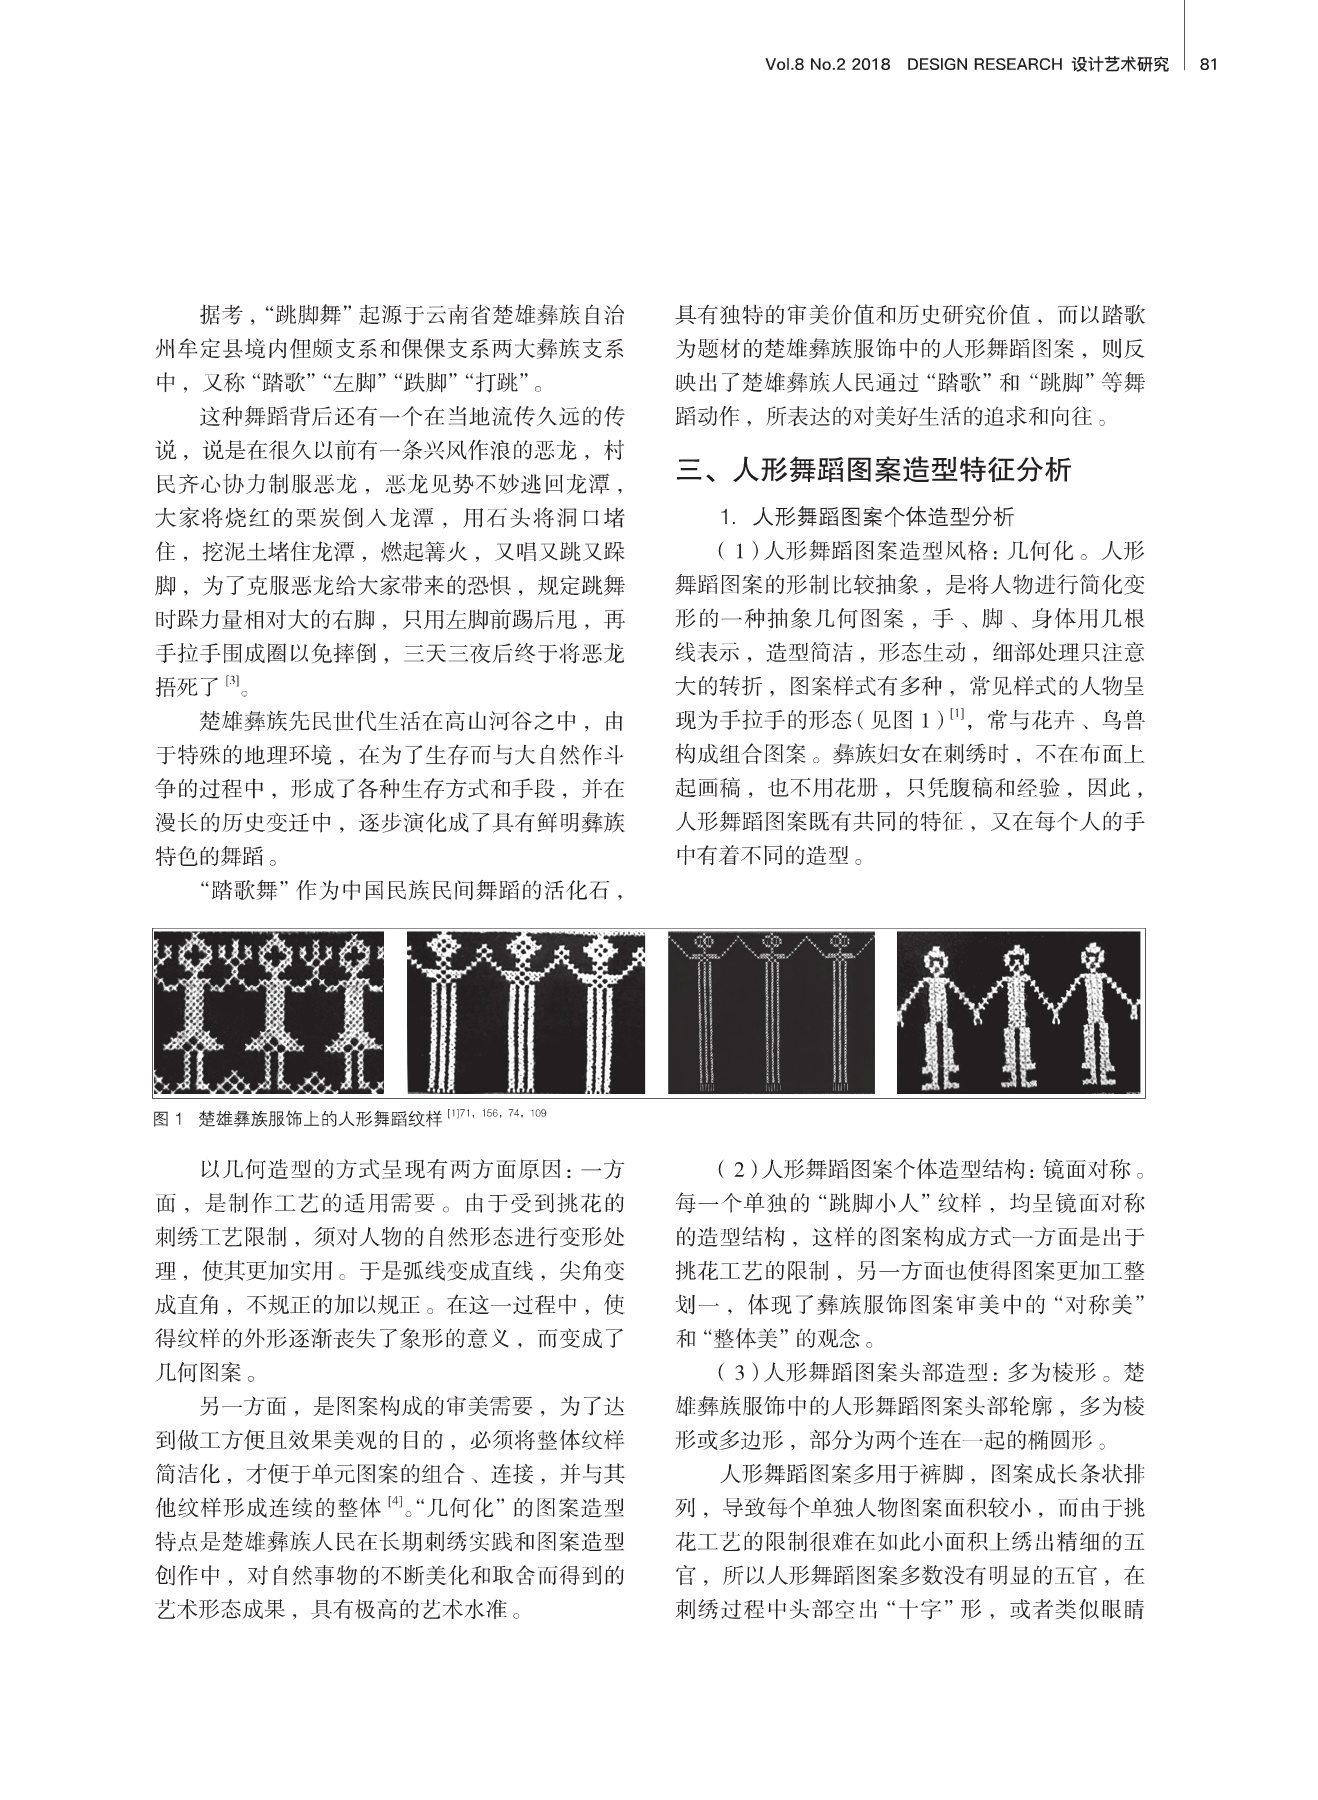 Vol.8 No.2 2018 DESIGN RESEARCH 设计艺术研究 81
据考，“跳脚舞”起源于云南省楚雄彝族自治
州牟定县境内俚颇支系和倮倮支系两大彝族支系
中，又称“踏歌”“左脚”“跌脚”“打跳”。
这种舞蹈背后还有一个在当地流传久远的传
说，说是在很久以前有一条兴风作浪的恶龙，村
民齐心协力制服恶龙，恶龙见势不妙逃回龙潭，
大家将烧红的栗炭倒入龙潭，用石头将洞口堵
住，挖泥土堵住龙潭，燃起篝火，又唱又跳又跺
脚，为了克服恶龙给大家带来的恐惧，规定跳舞
时跺力量相对大的右脚，只用左脚前踢后甩，再
手拉手围成圈以免摔倒，三天三夜后终于将恶龙
捂死了[3]。
楚雄彝族先民世代生活在高山河谷之中，由
于特殊的地理环境，在为了生存而与大自然作斗
争的过程中，形成了各种生存方式和手段，并在
漫长的历史变迁中，逐步演化成了具有鲜明彝族
特色的舞蹈。
“踏歌舞”作为中国民族民间舞蹈的活化石，
具有独特的审美价值和历史研究价值，而以踏歌
为题材的楚雄彝族服饰中的人形舞蹈图案，则反
映出了楚雄彝族人民通过“踏歌”和“跳脚”等舞
蹈动作，所表达的对美好生活的追求和向往。
三、人形舞蹈图案造型特征分析
1. 人形舞蹈图案个体造型分析
（1）人形舞蹈图案造型风格：几何化。人形
舞蹈图案的形制比较抽象，是将人物进行简化变
形的一种抽象几何图案，手、脚、身体用几根
线表示，造型简洁，形态生动，细部处理只注意
大的转折，图案样式有多种，常见样式的人物呈
现为手拉手的形态（见图1）[1]，常与花卉、鸟兽
构成组合图案。彝族妇女在刺绣时，不在布面上
起画稿，也不用花册，只凭腹稿和经验，因此，
人形舞蹈图案既有共同的特征，又在每个人的手
中有着不同的造型。
图1 楚雄彝族服饰上的人形舞蹈纹样[1]71，156，74，109
以几何造型的方式呈现有两方面原因：一方
面，是制作工艺的适用需要。由于受到挑花的
刺绣工艺限制，须对人物的自然形态进行变形处
理，使其更加实用。于是弧线变成直线，尖角变
成直角，不规正的加以规正。在这一过程中，使
得纹样的外形逐渐丧失了象形的意义，而变成了
几何图案。
另一方面，是图案构成的审美需要，为了达
到做工方便且效果美观的目的，必须将整体纹样
简洁化，才便于单元图案的组合、连接，并与其
他纹样形成连续的整体[4]。“几何化”的图案造型
特点是楚雄彝族人民在长期刺绣实践和图案造型
创作中，对自然事物的不断美化和取舍而得到的
艺术形态成果，具有极高的艺术水准。
（2）人形舞蹈图案个体造型结构：镜面对称。
每一个单独的“跳脚小人”纹样，均呈镜面对称
的造型结构，这样的图案构成方式一方面是出于
挑花工艺的限制，另一方面也使得图案更加工整
划一，体现了彝族服饰图案审美中的“对称美”
和“整体美”的观念。
（3）人形舞蹈图案头部造型：多为棱形。楚
雄彝族服饰中的人形舞蹈图案头部轮廓，多为棱
形或多边形，部分为两个连在一起的椭圆形。
人形舞蹈图案多用于裤脚，图案成长条状排
列，导致每个单独人物图案面积较小，而由于挑
花工艺的限制很难在如此小面积上绣出精细的五
官，所以人形舞蹈图案多数没有明显的五官，在
刺绣过程中头部空出“十字”形，或者类似眼睛